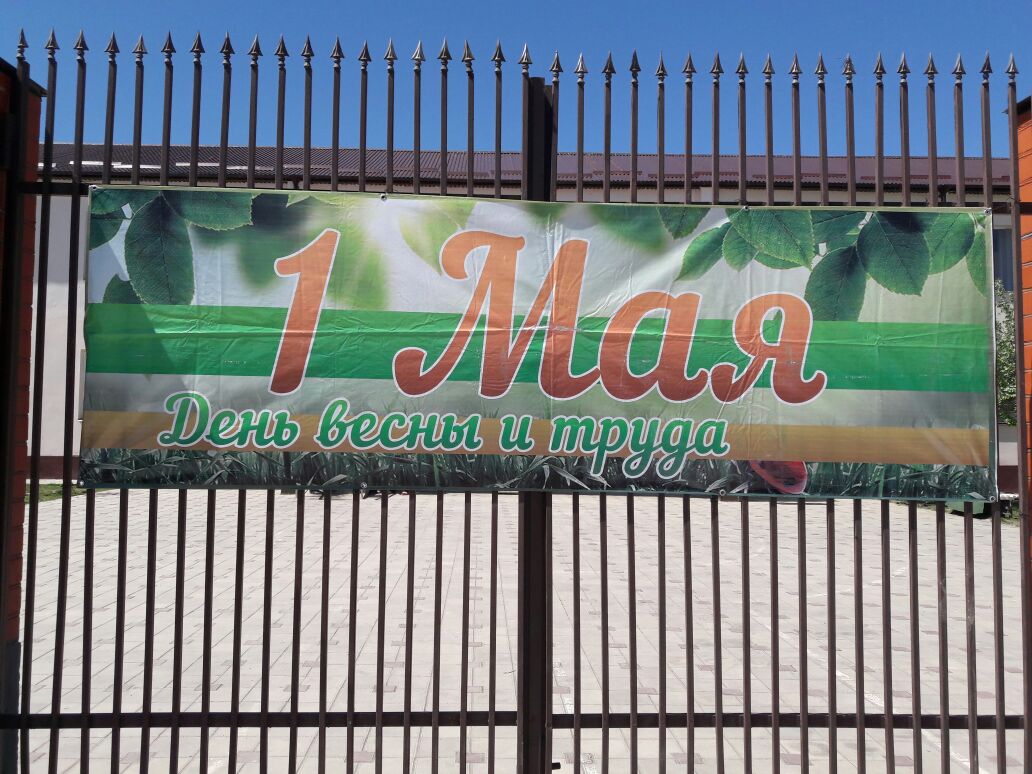 1 Мая
День весны и труда